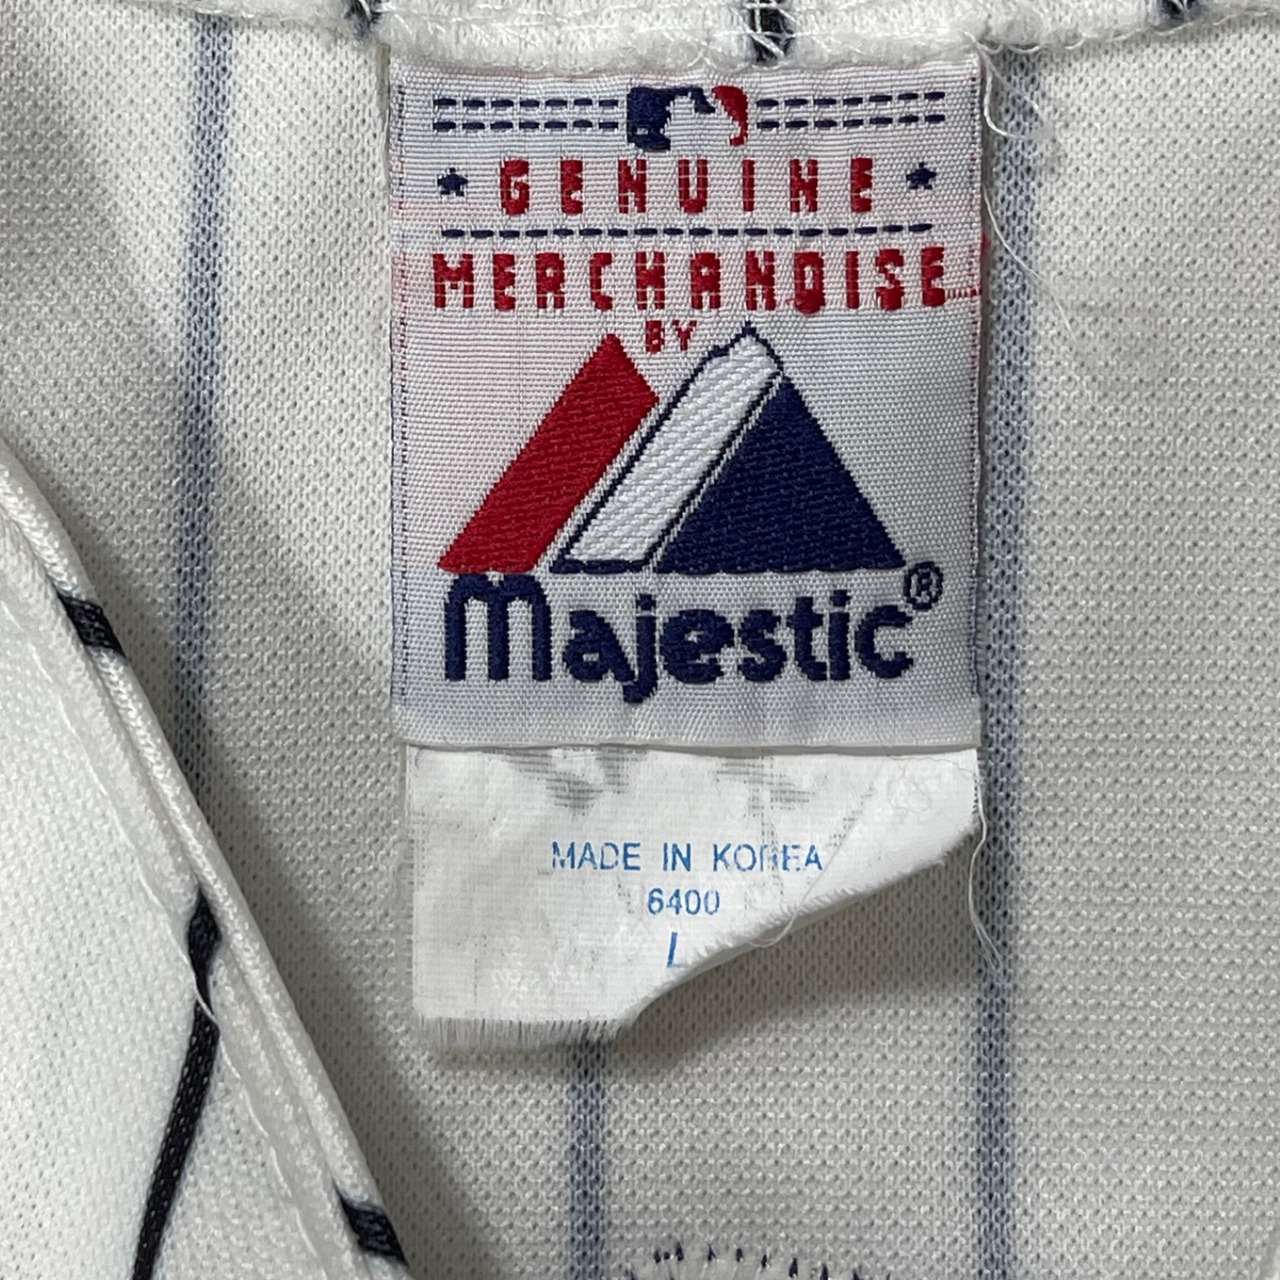 GENUINE
MERCHANDISE
BY
Majestic®
MADE IN KOREA
6400
L